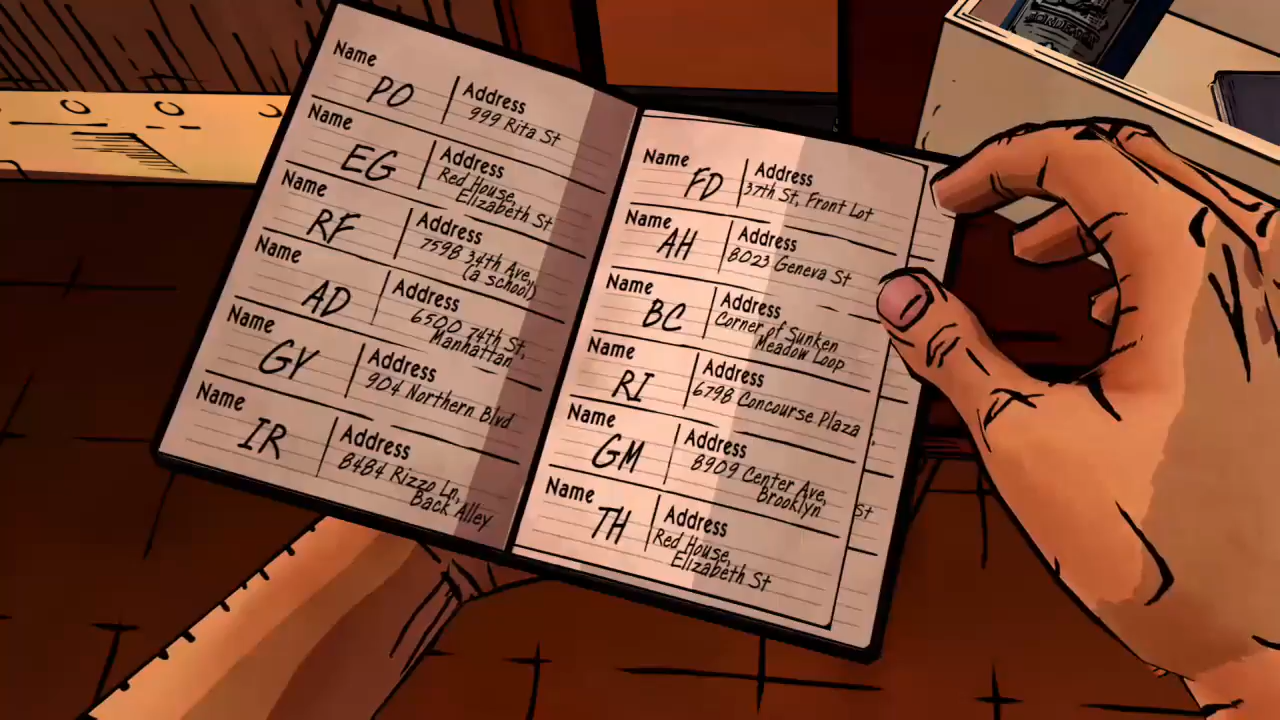 Name
PO
Address
999 Rita St
Name
EG
Address
Red House,
Elizabeth St
Name
RF
Address
7598 34th Ave,
(a school)
Name
AD
Address
6500 74th St,
Manhattan
Name
GY
Address
904 Northern Blvd
Name
IR
Address
8484 Rizzo Ln,
Back Alley
Name
FD
Address
37th St, Front Lot
Name
AH
Address
8023 Geneva St
Name
BC
Address
Corner of Sunken
Meadow Loop
Name
RI
Address
6798 Concourse Plaza
Name
GM
Address
8909 Center Ave,
Brooklyn
Name
TH
Address
Red House,
Elizabeth St
St